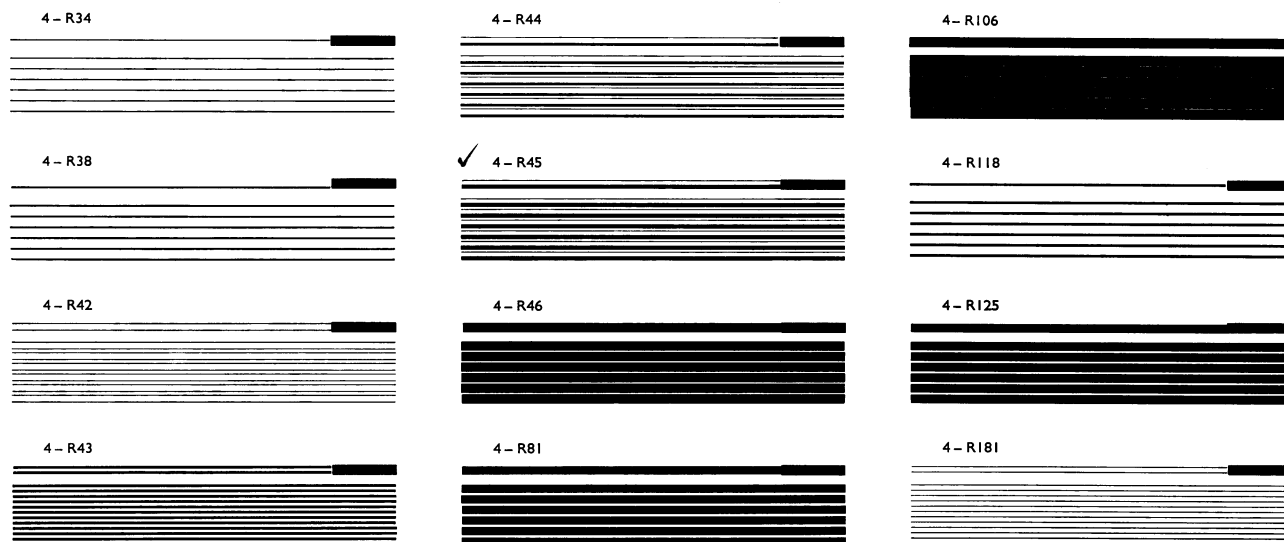 4 – R34
4 – R44
4 – R106
4 – R38
4 – R45
4 – R118
4 – R42
4 – R46
4 – R125
4 – R43
4 – R81
4 – R181